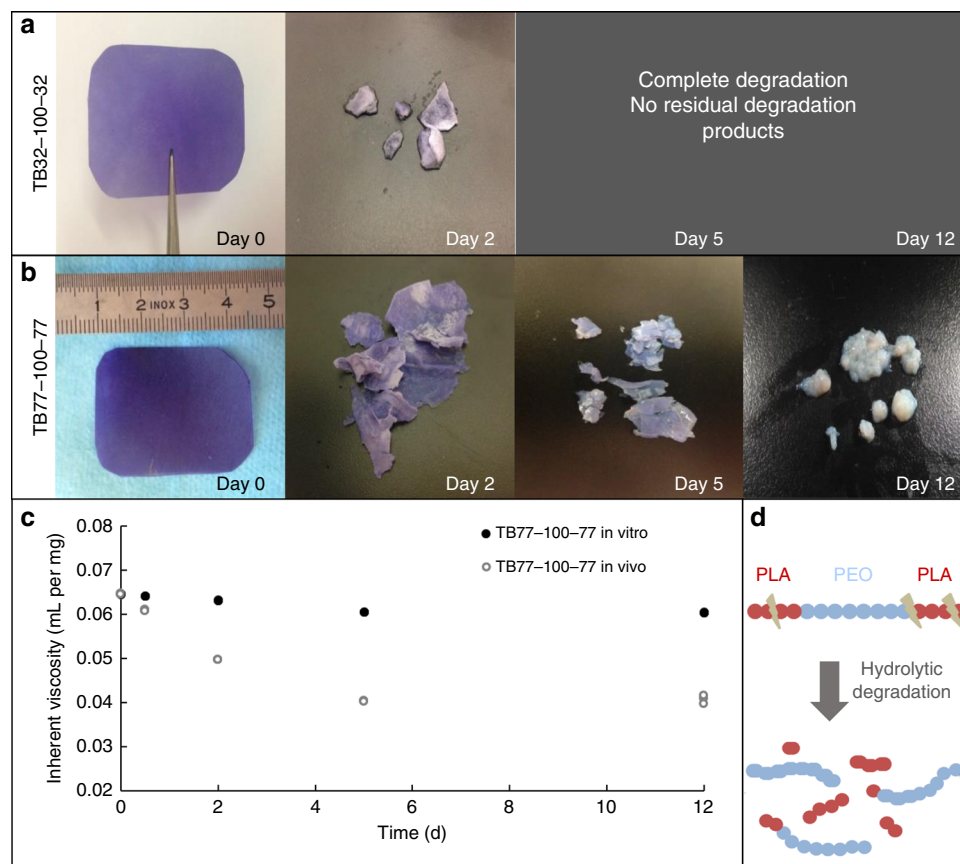 a
TB32–100–32
Day 0
Day 2
Complete degradation
No residual degradation
products
Day 5
Day 12
b
TB77–100–77
1 2 INOX 3 4 5
Day 0
Day 2
Day 5
Day 12
c
Inherent viscosity (mL per mg)
0.08
0.07
0.06
0.05
0.04
0.03
0.02
0 2 4 6 8 10 12
Time (d)
TB77–100–77 in vitro
TB77–100–77 in vivo
d
PLA PEO PLA
Hydrolytic
degradation